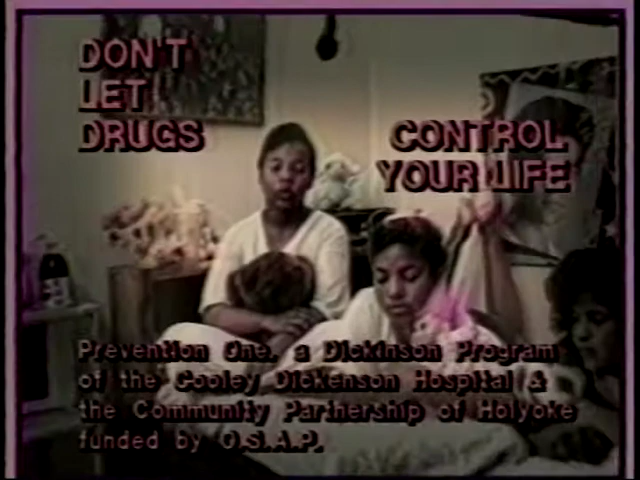 DON'T
LET
DRUGS
CONTROL
YOUR LIFE
Prevention One, a Dickinson Program
of the Cooley Dickenson Hospital &
the Community Partnership of Holyoke
funded by O.S.A.P.